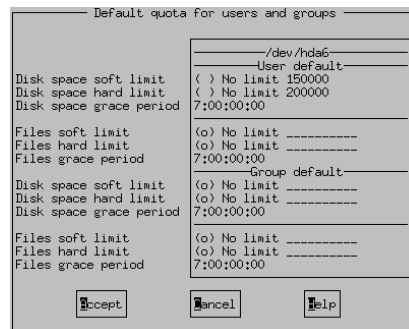 Default quota for users and groups
/dev/hda6
User default
Disk space soft limit ( ) No limit 150000
Disk space hard limit ( ) No limit 200000
Disk space grace period 7:00:00:00
Files soft limit (o) No limit __________
Files hard limit (o) No limit __________
Files grace period 7:00:00:00
Group default
Disk space soft limit (o) No limit __________
Disk space hard limit (o) No limit __________
Disk space grace period 7:00:00:00
Files soft limit (o) No limit __________
Files hard limit (o) No limit __________
Files grace period 7:00:00:00
Accept Cancel Help